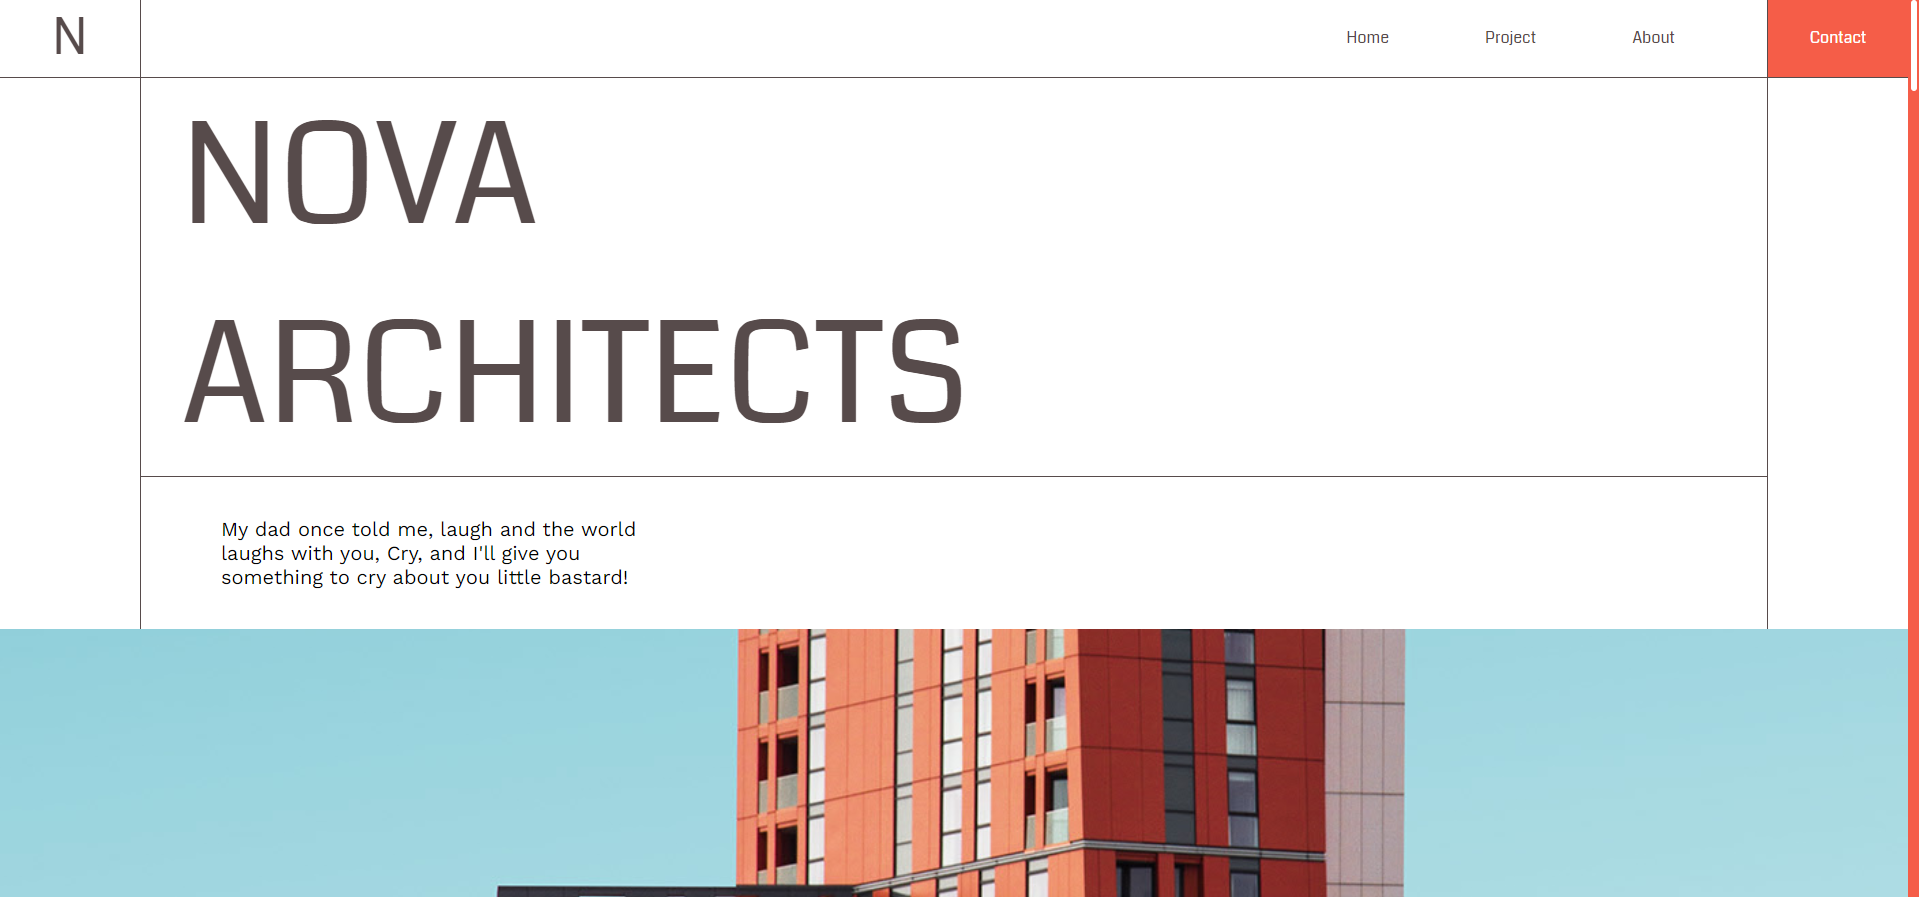 N
Home Project About Contact
NOVA
ARCHITECTS
My dad once told me, laugh and the world
laughs with you, Cry, and I'll give you
something to cry about you little bastard!